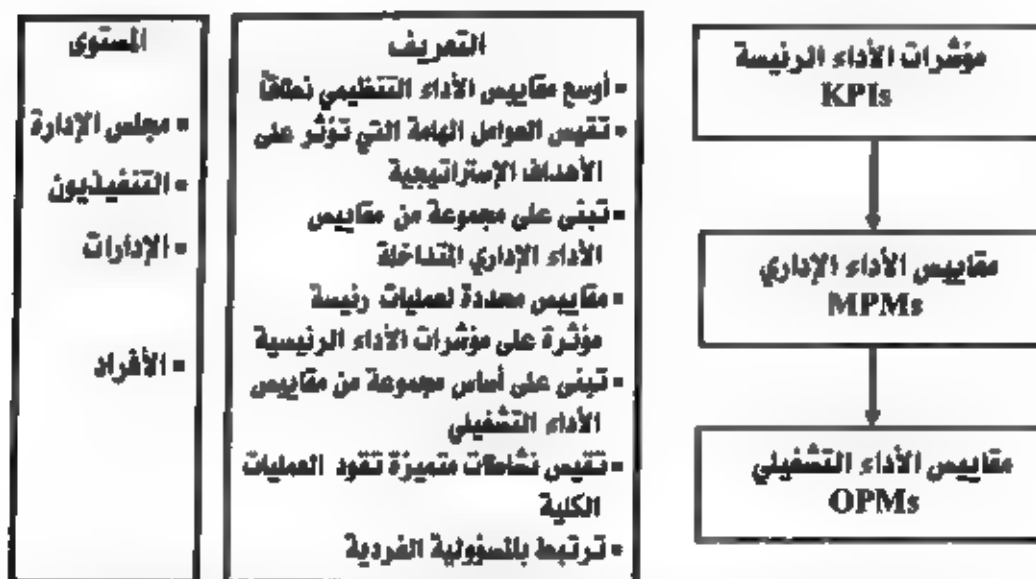 مؤشرات الأداء الرئيسة
KPIs
مقاييس الأداء الإداري
MPMs
مقاييس الأداء التشغيلي
OPMs
التعريف
▪ أوسع مقاييس الأداء التنظيمي نطاقاً
▪ تقيس العوامل الهامة التي تؤثر على
الأهداف الإستراتيجية
▪ تبنى على مجموعة من مقاييس
الأداء الإداري المتداخلة
▪ مقاييس محددة لعمليات رئيسة
مؤثرة على مؤشرات الأداء الرئيسية
▪ تبنى على أساس مجموعة من مقاييس
الأداء التشغيلي
▪ تقيس نشاطات متميزة تقود العمليات
الكلية
▪ ترتبط بالمسؤولية الفردية
المستوى
▪ مجلس الإدارة
▪ التنفيذيون
▪ الإدارات
▪ الأفراد